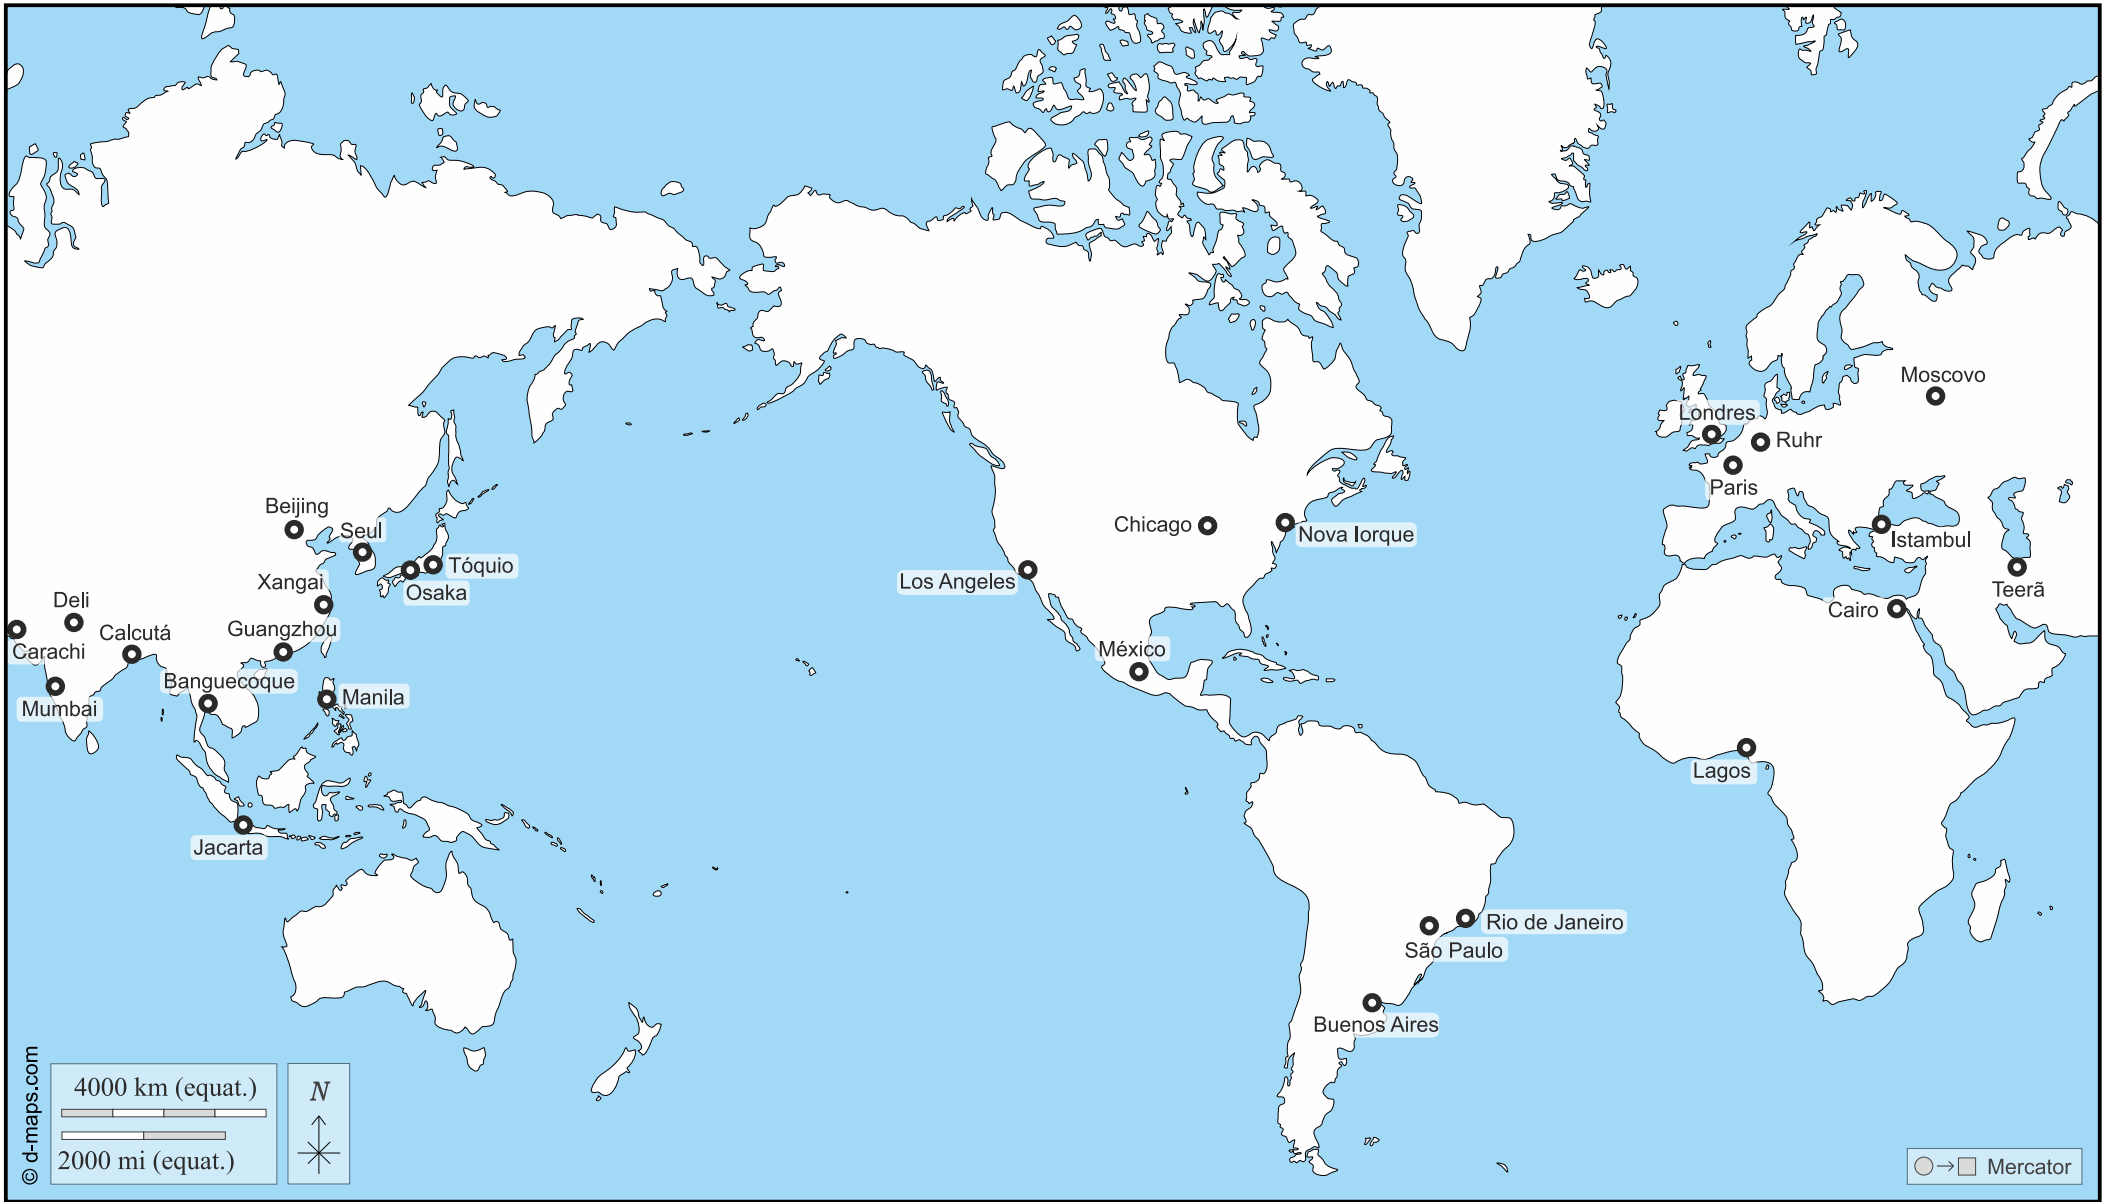 Moscovo
Londres
Ruhr
Paris
Beijing
Seul
Chicago
Nova Iorque
Istambul
Tóquio
Xangai
Los Angeles
Osaka
Teerã
Deli
Cairo
Calcutá
Guangzhou
Carachi
México
Banguecoque
Manila
Mumbai
Lagos
Jacarta
Rio de Janeiro
São Paulo
Buenos Aires
© d-maps.com
4000 km (equat.)
2000 mi (equat.)
N
Mercator